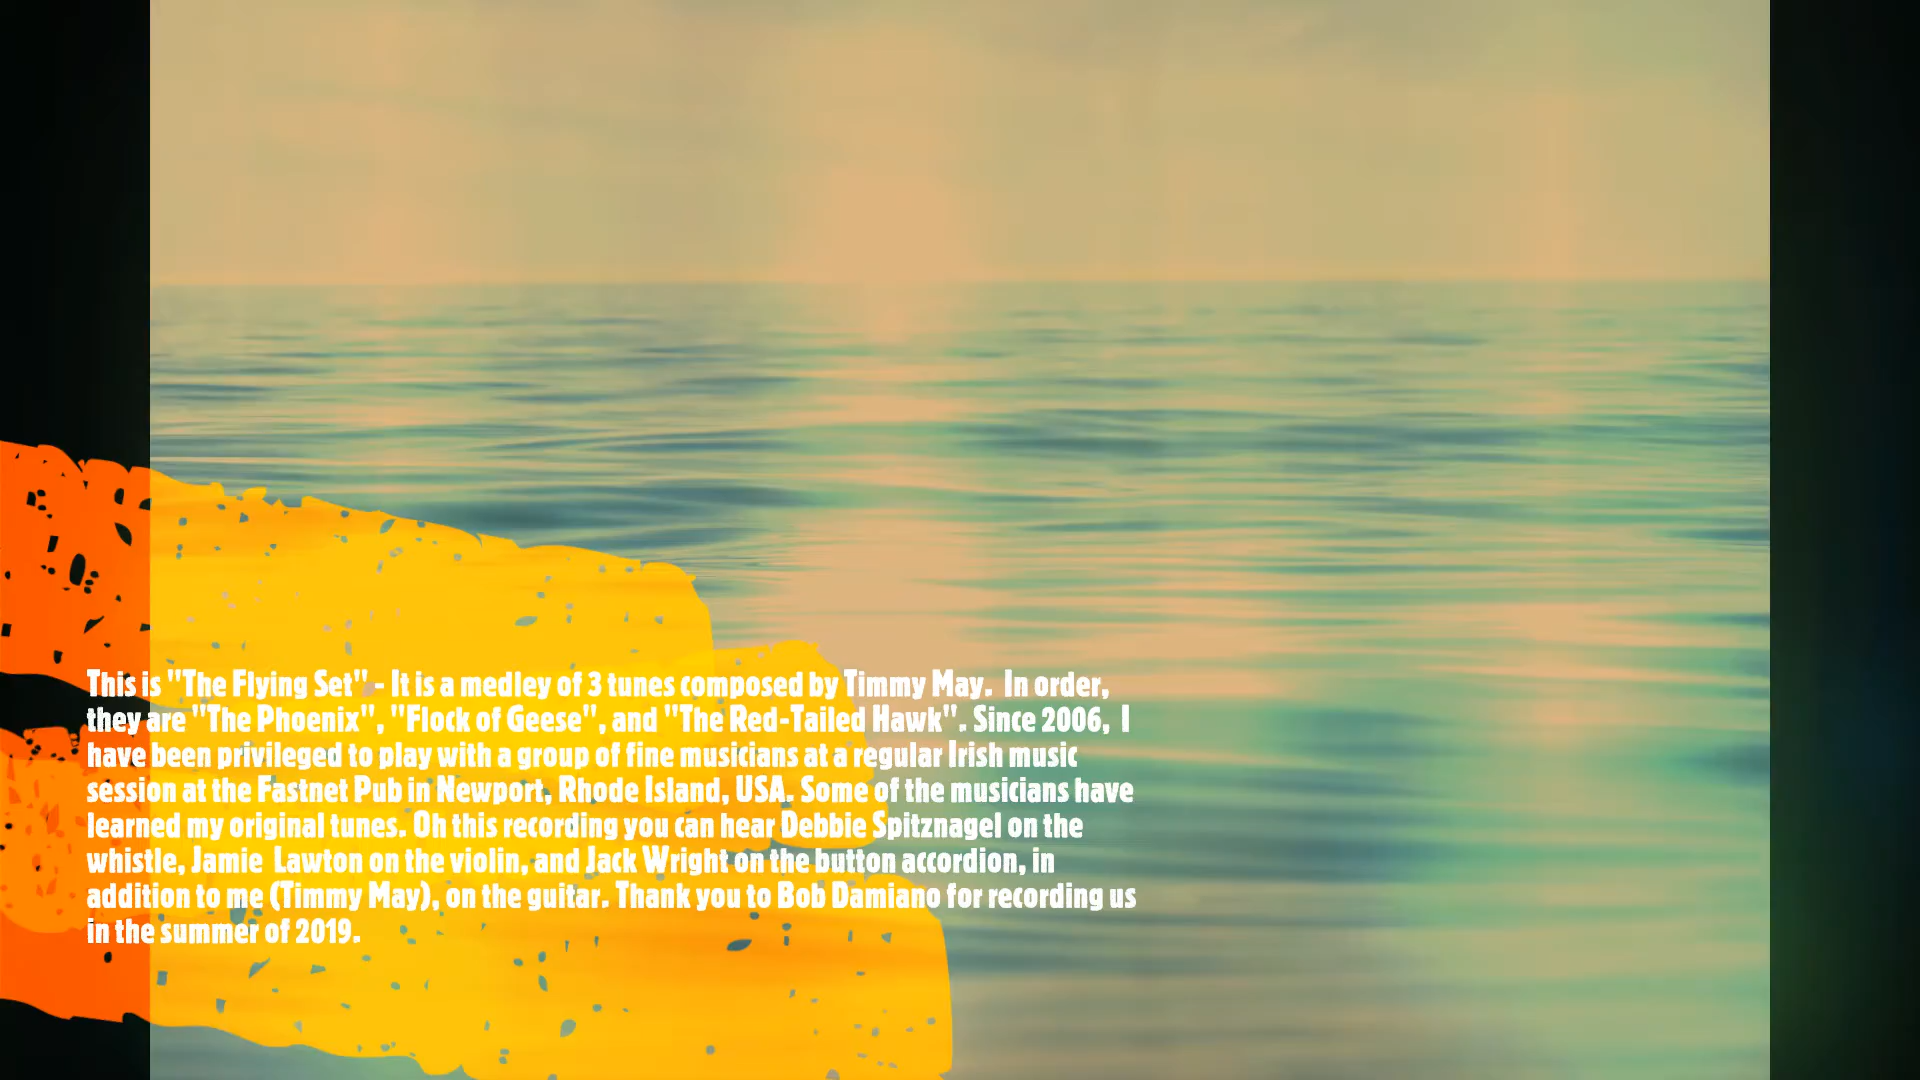 This is "The Flying Set" - It is a medley of 3 tunes composed by Timmy May.  In order,
they are "The Phoenix", "Flock of Geese", and "The Red-Tailed Hawk". Since 2006, I
have been privileged to play with a group of fine musicians at a regular Irish music
session at the Fastnet Pub in Newport, Rhode Island, USA. Some of the musicians have
learned my original tunes. Oh this recording you can hear Debbie Spitznagel on the
whistle, Jamie  Lawton on the violin, and Jack Wright on the button accordion, in
addition to me (Timmy May), on the guitar. Thank you to Bob Damiano for recording us
in the summer of 2019.